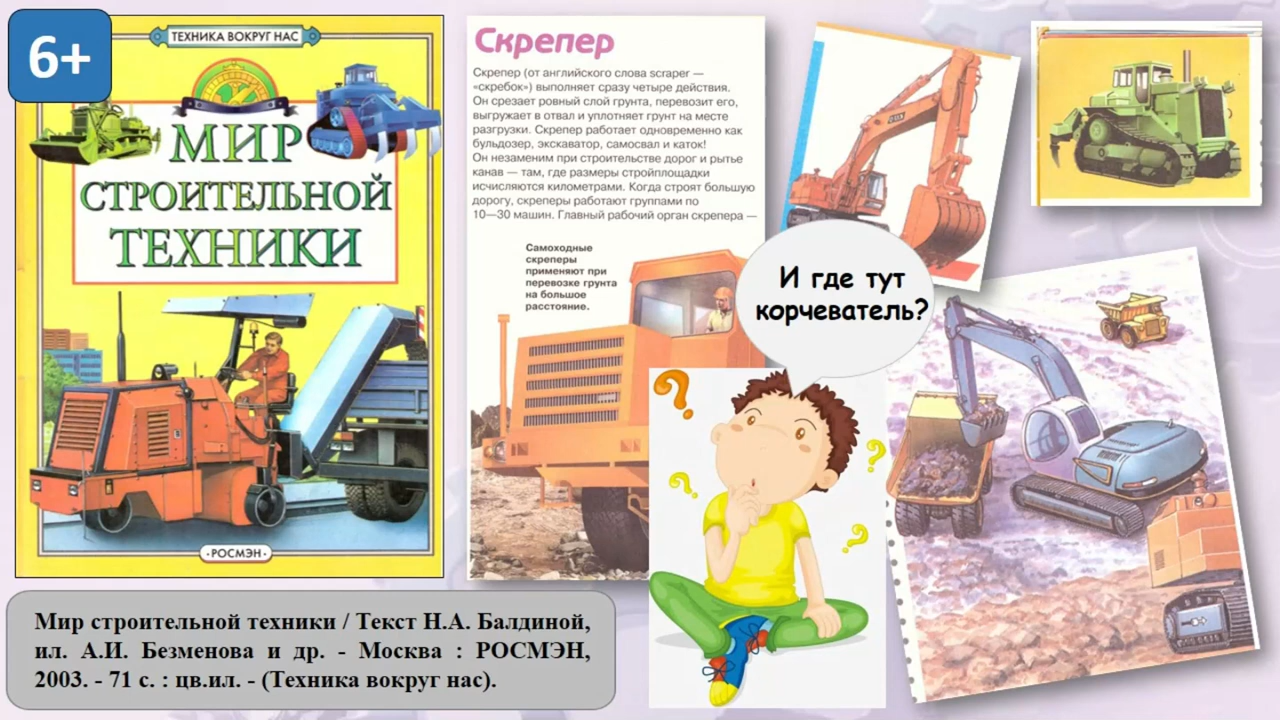 6+
ТЕХНИКА ВОКРУГ НАС
МИР
СТРОИТЕЛЬНОЙ
ТЕХНИКИ
·РОСМЭН·
Скрепер
Скрепер (от английского слова scraper —
«скребок») выполняет сразу четыре действия.
Он срезает ровный слой грунта, перевозит его,
выгружает в отвал и уплотняет грунт на месте
разгрузки. Скрепер работает одновременно как
бульдозер, экскаватор, самосвал и каток!
Он незаменим при строительстве дорог и рытье
канав — там, где размеры стройплощадки
исчисляются километрами. Когда строят большую
дорогу, скреперы работают группами по
10—30 машин. Главный рабочий орган скрепера —
Самоходные
скреперы
применяют при
перевозке грунта
на большое
расстояние.
И где тут
корчеватель?
Мир строительной техники / Текст Н.А. Балдиной,
ил. А.И. Безменова и др. - Москва : РОСМЭН,
2003. - 71 с. : цв.ил. - (Техника вокруг нас).